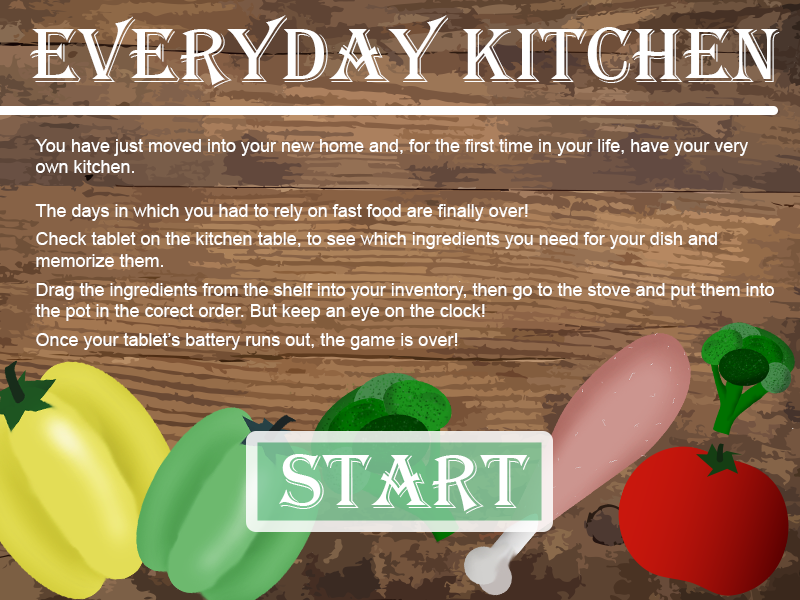 EVERYDAY KITCHEN
You have just moved into your new home and, for the first time in your life, have your very
own kitchen.
The days in which you had to rely on fast food are finally over!
Check tablet on the kitchen table, to see which ingredients you need for your dish and
memorize them.
Drag the ingredients from the shelf into your inventory, then go to the stove and put them into
the pot in the corect order. But keep an eye on the clock!
Once your tablet’s battery runs out, the game is over!
START